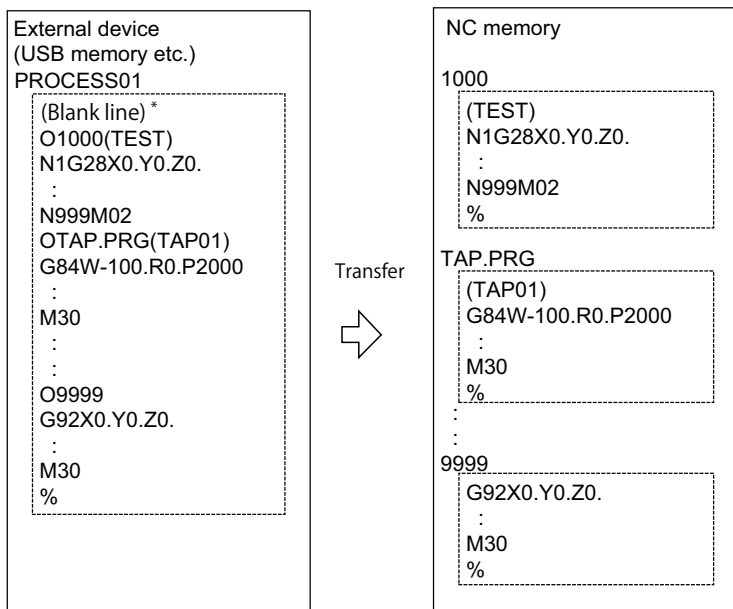 External device
(USB memory etc.)
PROCESS01
(Blank line) *
O1000(TEST)
N1G28X0.Y0.Z0.
:
N999M02
OTAP.PRG(TAP01)
G84W-100.R0.P2000
:
M30
:
:
O9999
G92X0.Y0.Z0.
:
M30
%
Transfer
NC memory
1000
(TEST)
N1G28X0.Y0.Z0.
:
N999M02
%
TAP.PRG
(TAP01)
G84W-100.R0.P2000
:
M30
%
:
:
9999
G92X0.Y0.Z0.
:
M30
%